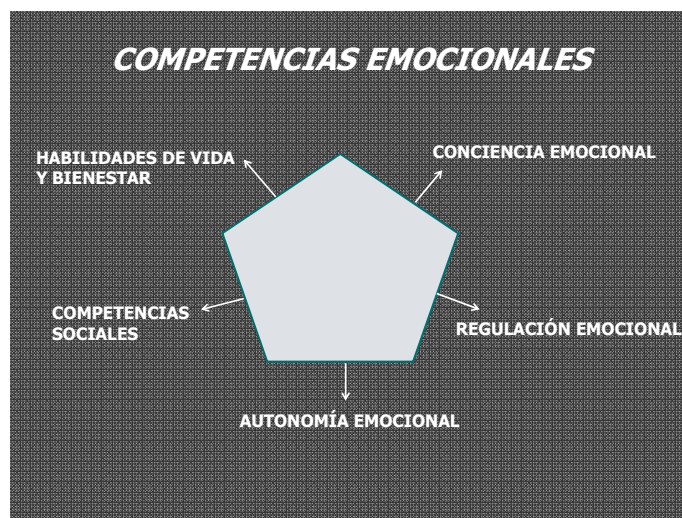 COMPETENCIAS EMOCIONALES
HABILIDADES DE VIDA
Y BIENESTAR
CONCIENCIA EMOCIONAL
COMPETENCIAS
SOCIALES
REGULACIÓN EMOCIONAL
AUTONOMÍA EMOCIONAL